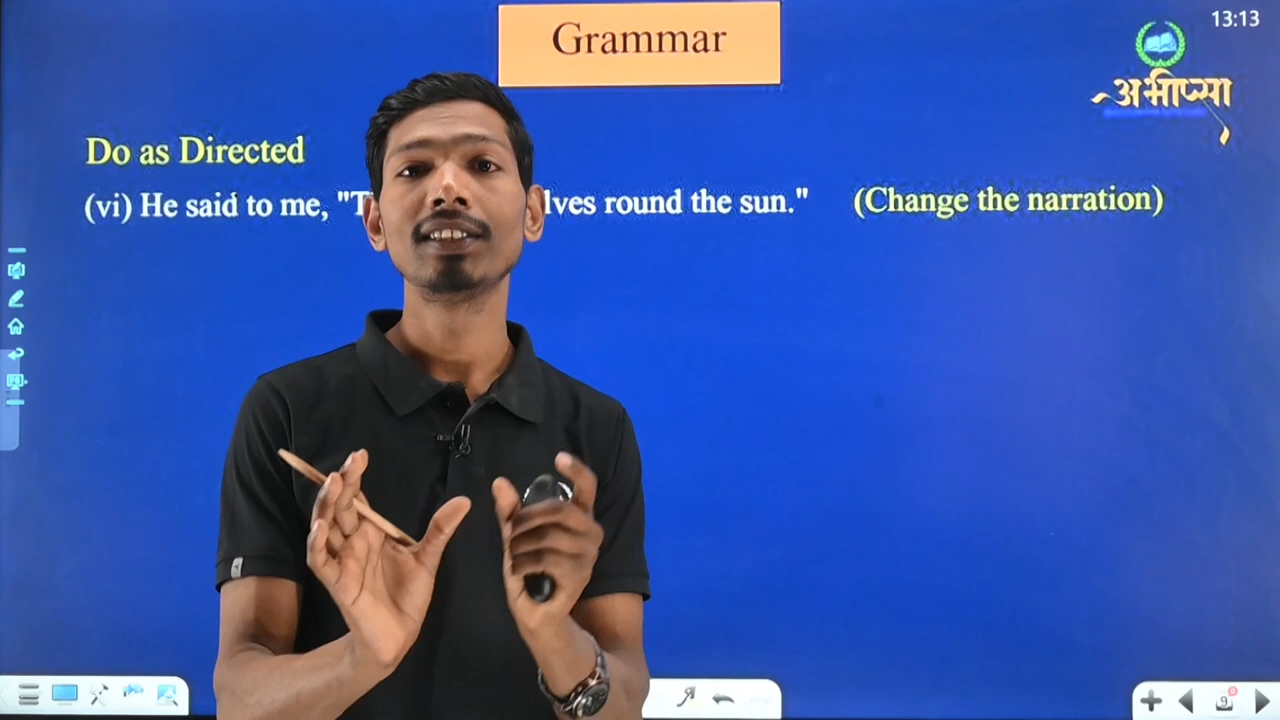 Grammar
13:13
अभीप्सा
Do as Directed
(vi) He said to me, "T lves round the sun." (Change the narration)
9